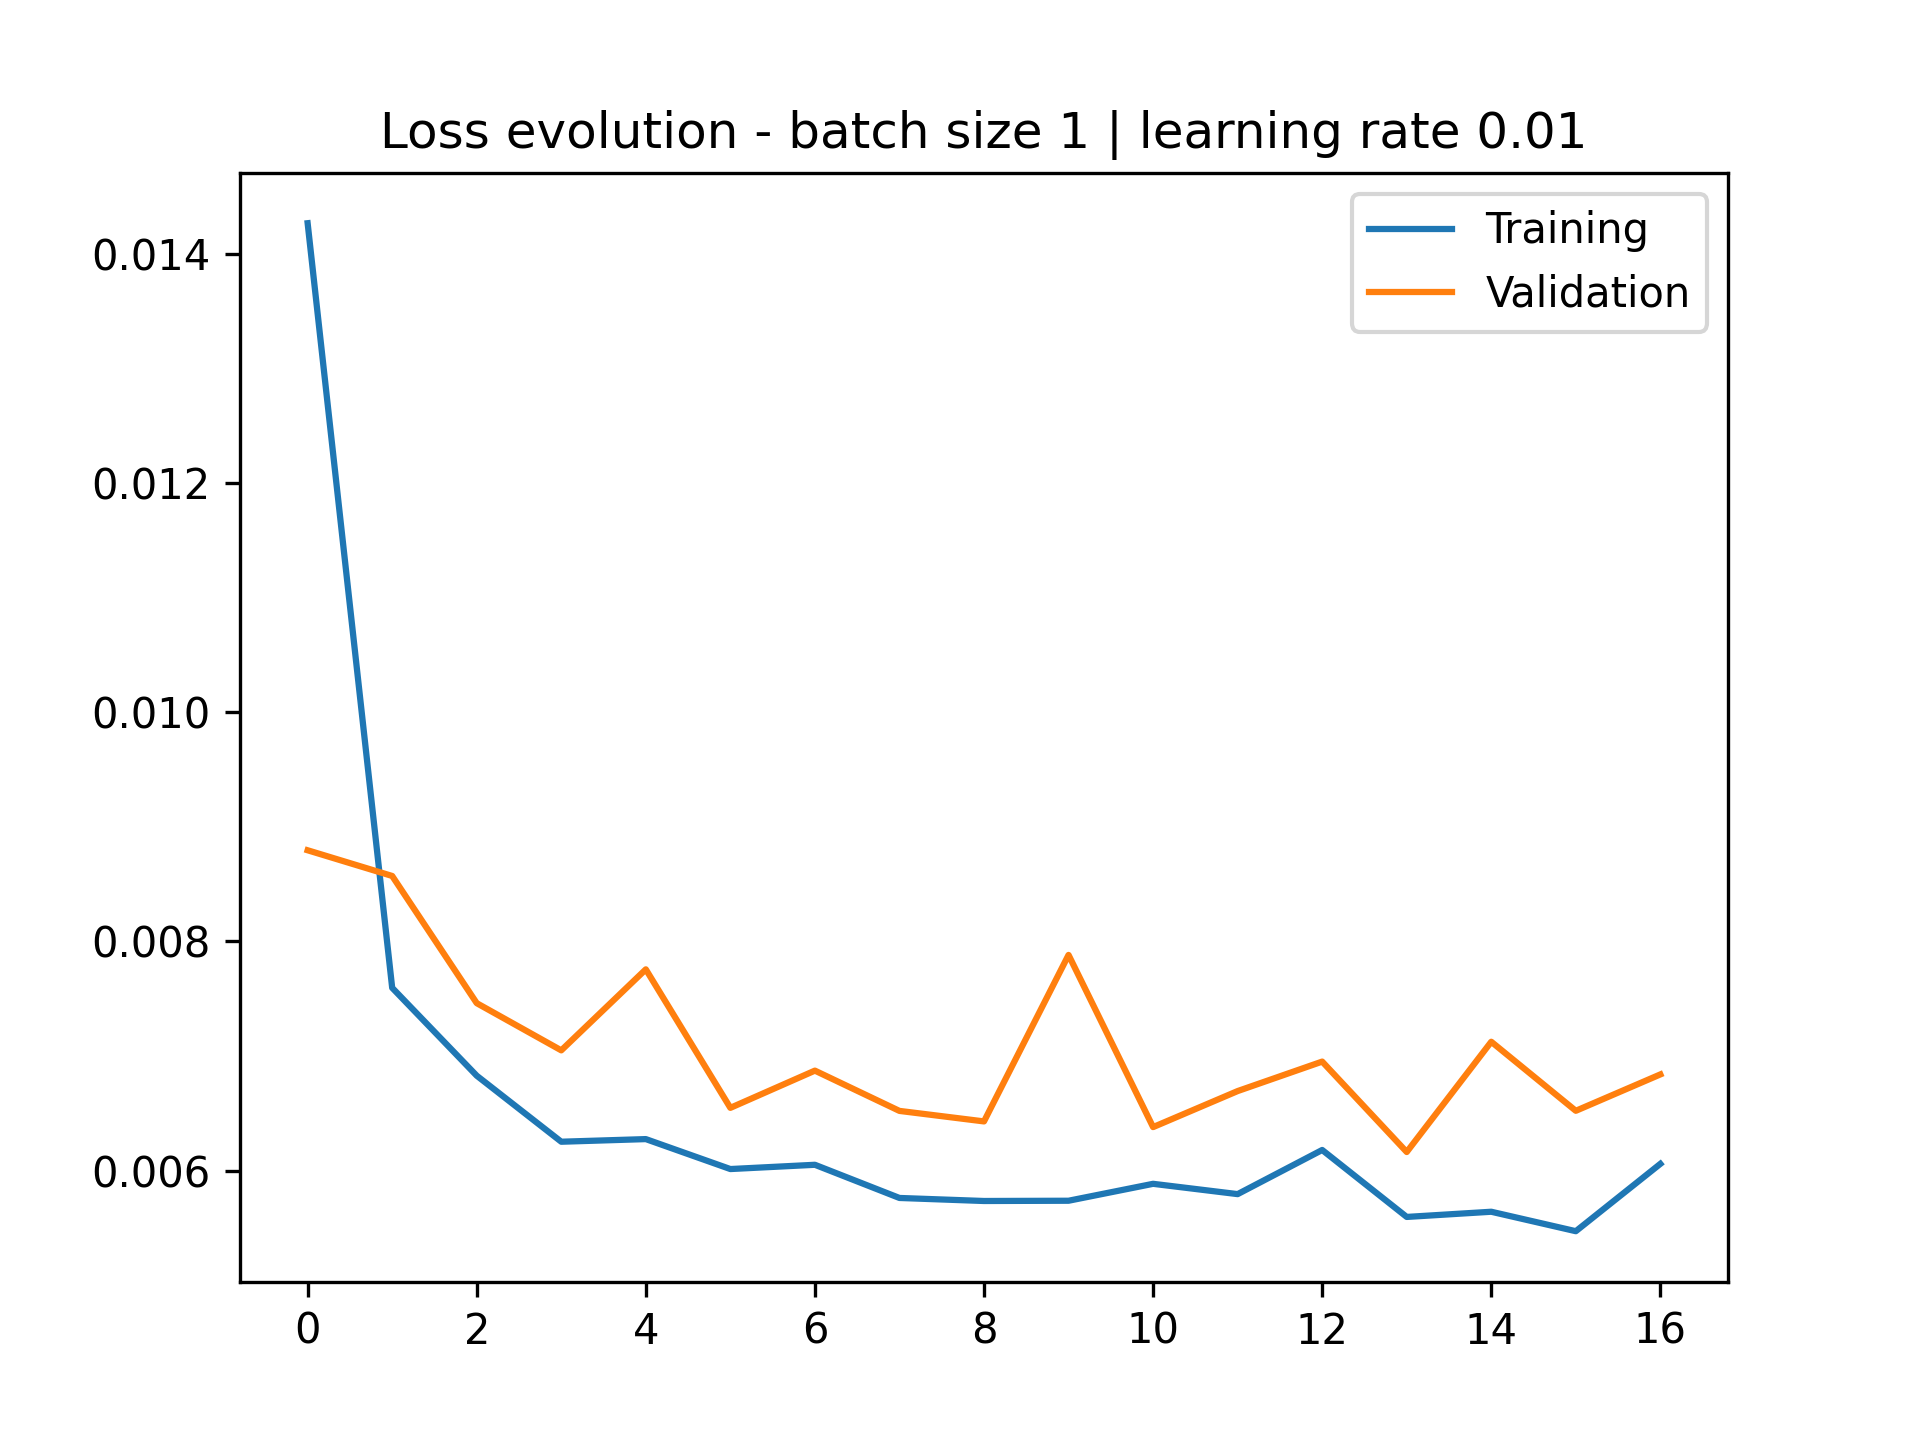 Loss evolution - batch size 1 | learning rate 0.01
Training
Validation
0.014
0.012
0.010
0.008
0.006
0 2 4 6 8 10 12 14 16